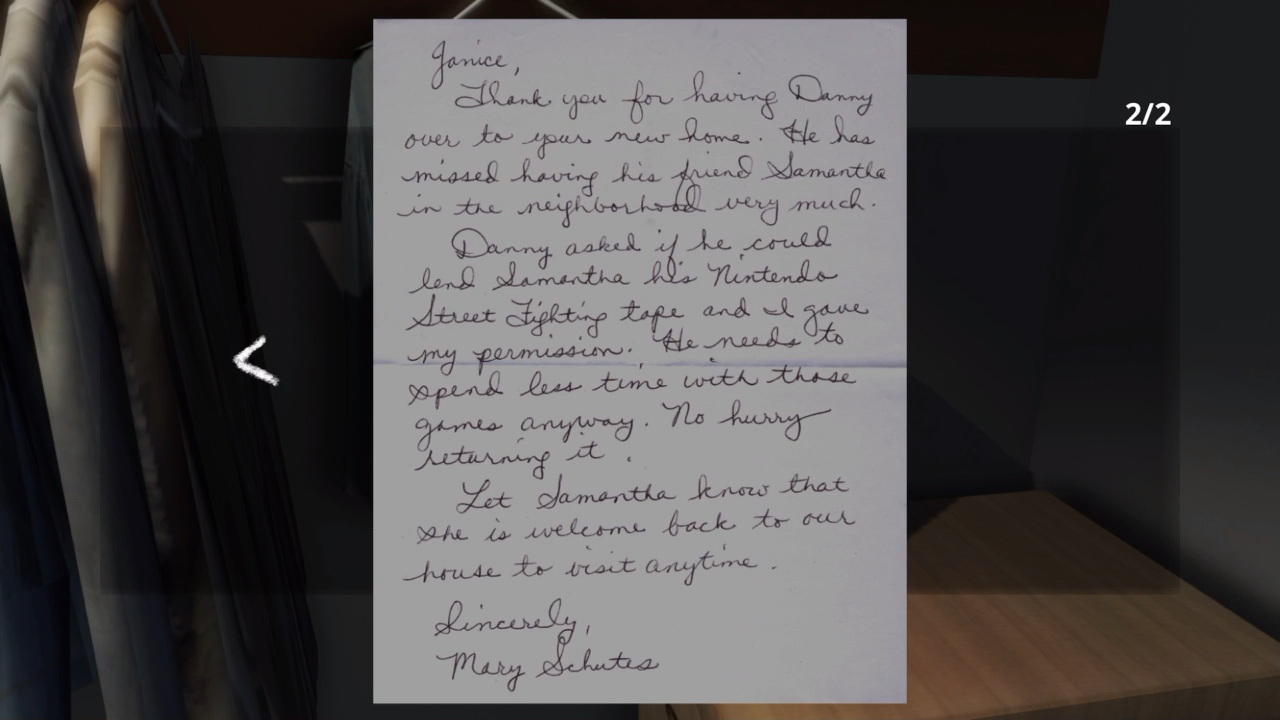 Janice,
Thank you for having Danny
over to your new home. He has
missed having his friend Samantha
in the neighborhood very much.
Danny asked if he could
lend Samantha his Nintendo
Street Fighting tape and I gave
my permission. He needs to
spend less time with those
games anyway. No hurry
returning it.
Let Samantha know that
she is welcome back to our
house to visit anytime.
Sincerely,
Mary Schutes
2/2
<